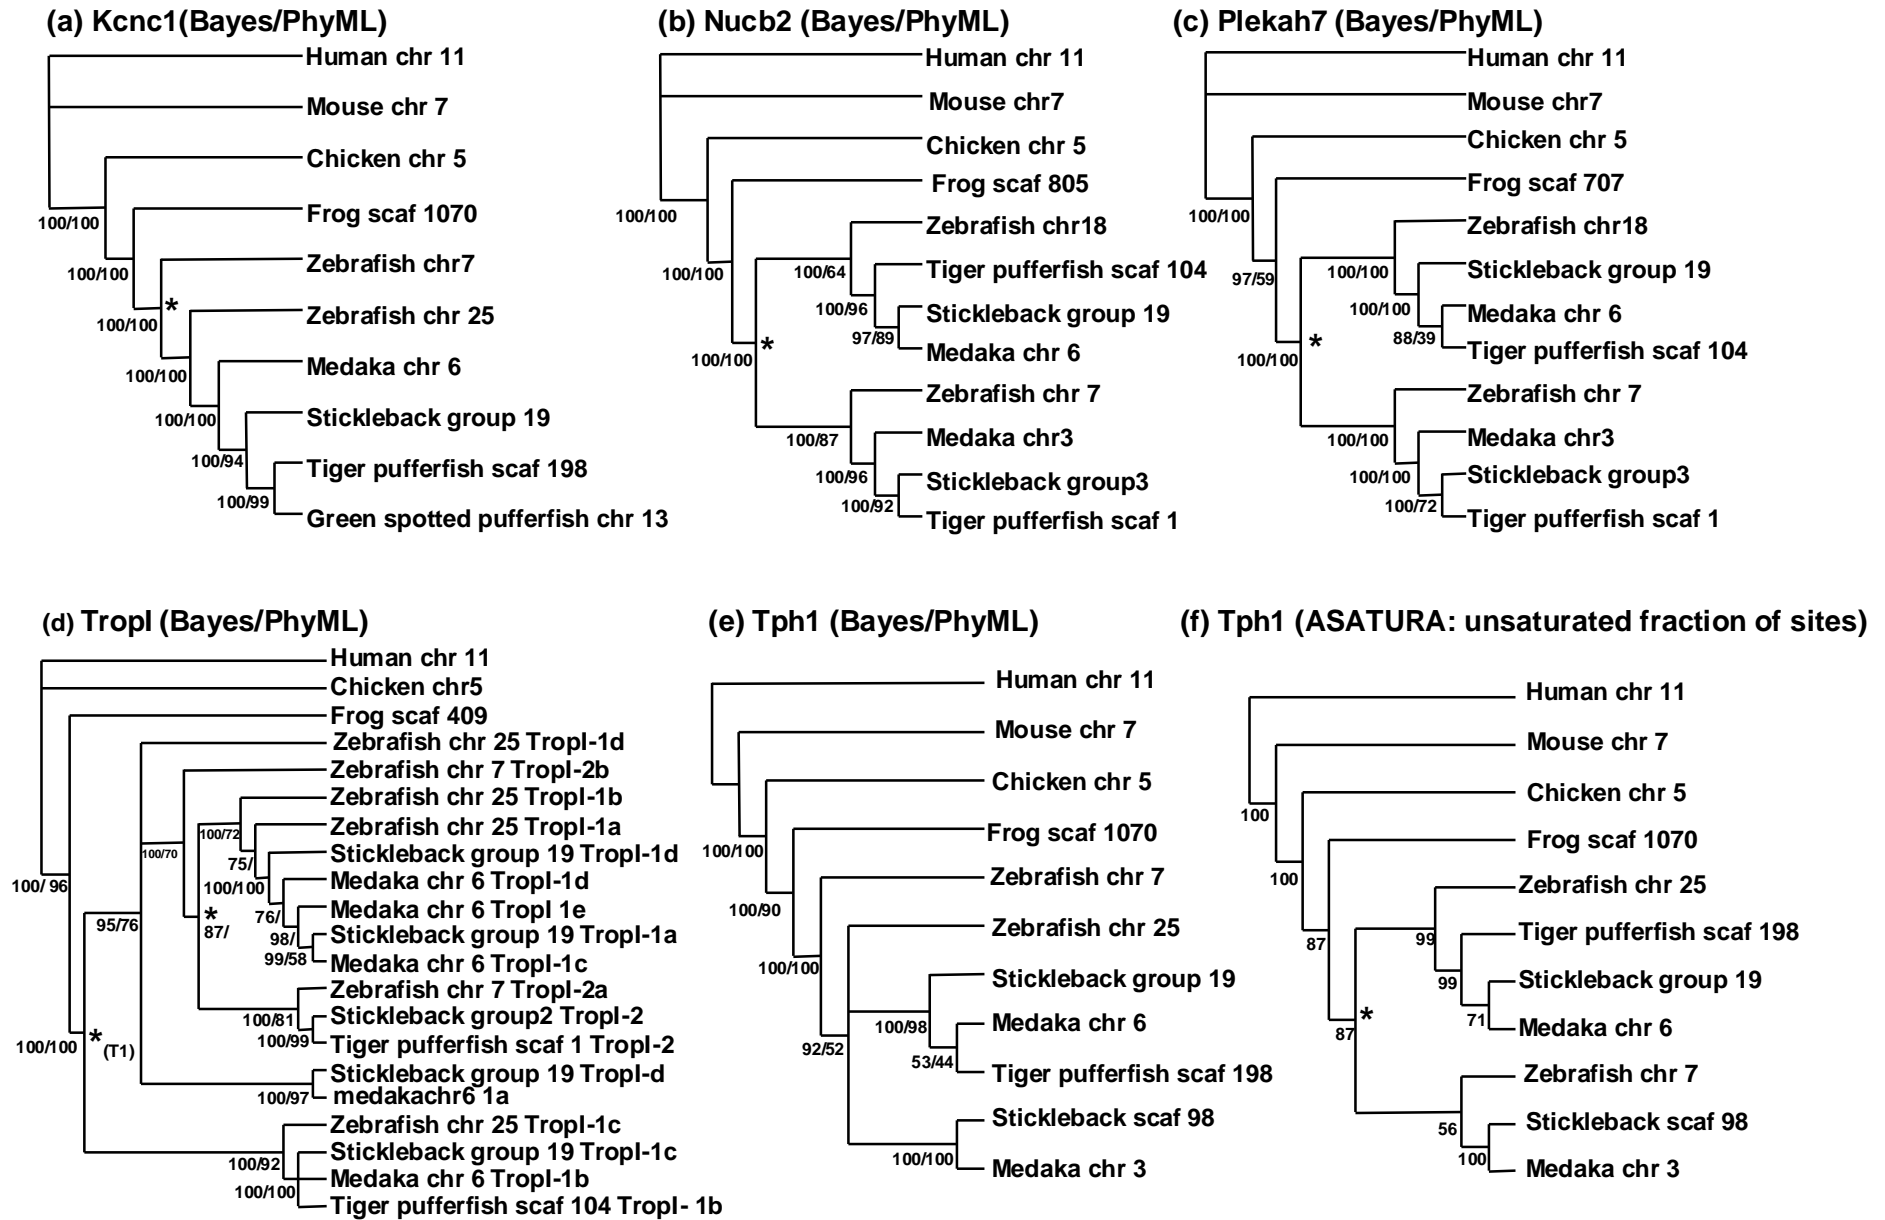 (a) Kcnc1(Bayes/PhyML)
Human chr 11
Mouse chr 7
Chicken chr 5
Frog scaf 1070
100/100
Zebrafish chr7
100/100
*
Zebrafish chr 25
100/100
Medaka chr 6
100/100
Stickleback group 19
100/100
100/94
Tiger pufferfish scaf 198
100/99
Green spotted pufferfish chr 13
(b) Nucb2 (Bayes/PhyML)
Human chr 11
Mouse chr7
Chicken chr 5
Frog scaf 805
100/100
Zebrafish chr18
100/100
100/64
Tiger pufferfish scaf 104
100/96
Stickleback group 19
97/89
*
100/100
Medaka chr 6
Zebrafish chr 7
100/87
Medaka chr3
100/96
Stickleback group3
100/92
Tiger pufferfish scaf 1
(c) Plekah7 (Bayes/PhyML)
Human chr 11
Mouse chr7
Chicken chr 5
Frog scaf 707
100/100
Zebrafish chr18
97/59
100/100
Stickleback group 19
100/100
Medaka chr 6
88/39
*
100/100
Tiger pufferfish scaf 104
Zebrafish chr 7
100/100
Medaka chr3
100/100
Stickleback group3
100/72
Tiger pufferfish scaf 1
(d) TropI (Bayes/PhyML)
Human chr 11
Chicken chr5
Frog scaf 409
Zebrafish chr 25 TropI-1d
Zebrafish chr 7 TropI-2b
Zebrafish chr 25 TropI-1b
100/72
Zebrafish chr 25 TropI-1a
100/70
75/
Stickleback group 19 TropI-1d
100/ 96
100/100
Medaka chr 6 TropI-1d
76/
Medaka chr 6 TropI 1e
95/76
*
87/
98/
Stickleback group 19 TropI-1a
99/58
Medaka chr 6 TropI-1c
Zebrafish chr 7 TropI-2a
100/81
Stickleback group2 TropI-2
100/99
Tiger pufferfish scaf 1 TropI-2
100/100
*
(T1)
Stickleback group 19 TropI-d
100/97
medakachr6 1a
Zebrafish chr 25 TropI-1c
Stickleback group 19 TropI-1c
100/92
Medaka chr 6 TropI-1b
100/100
Tiger pufferfish scaf 104 TropI- 1b
(e) Tph1 (Bayes/PhyML)
Human chr 11
Mouse chr 7
Chicken chr 5
Frog scaf 1070
100/100
Zebrafish chr 7
100/90
Zebrafish chr 25
100/100
Stickleback group 19
100/98
Medaka chr 6
92/52
53/44
Tiger pufferfish scaf 198
Stickleback scaf 98
100/100
Medaka chr 3
(f) Tph1 (ASATURA: unsaturated fraction of sites)
Human chr 11
Mouse chr 7
Chicken chr 5
100
Frog scaf 1070
100
Zebrafish chr 25
87
99
Tiger pufferfish scaf 198
99
Stickleback group 19
71
*
87
Medaka chr 6
Zebrafish chr 7
56
Stickleback scaf 98
100
Medaka chr 3